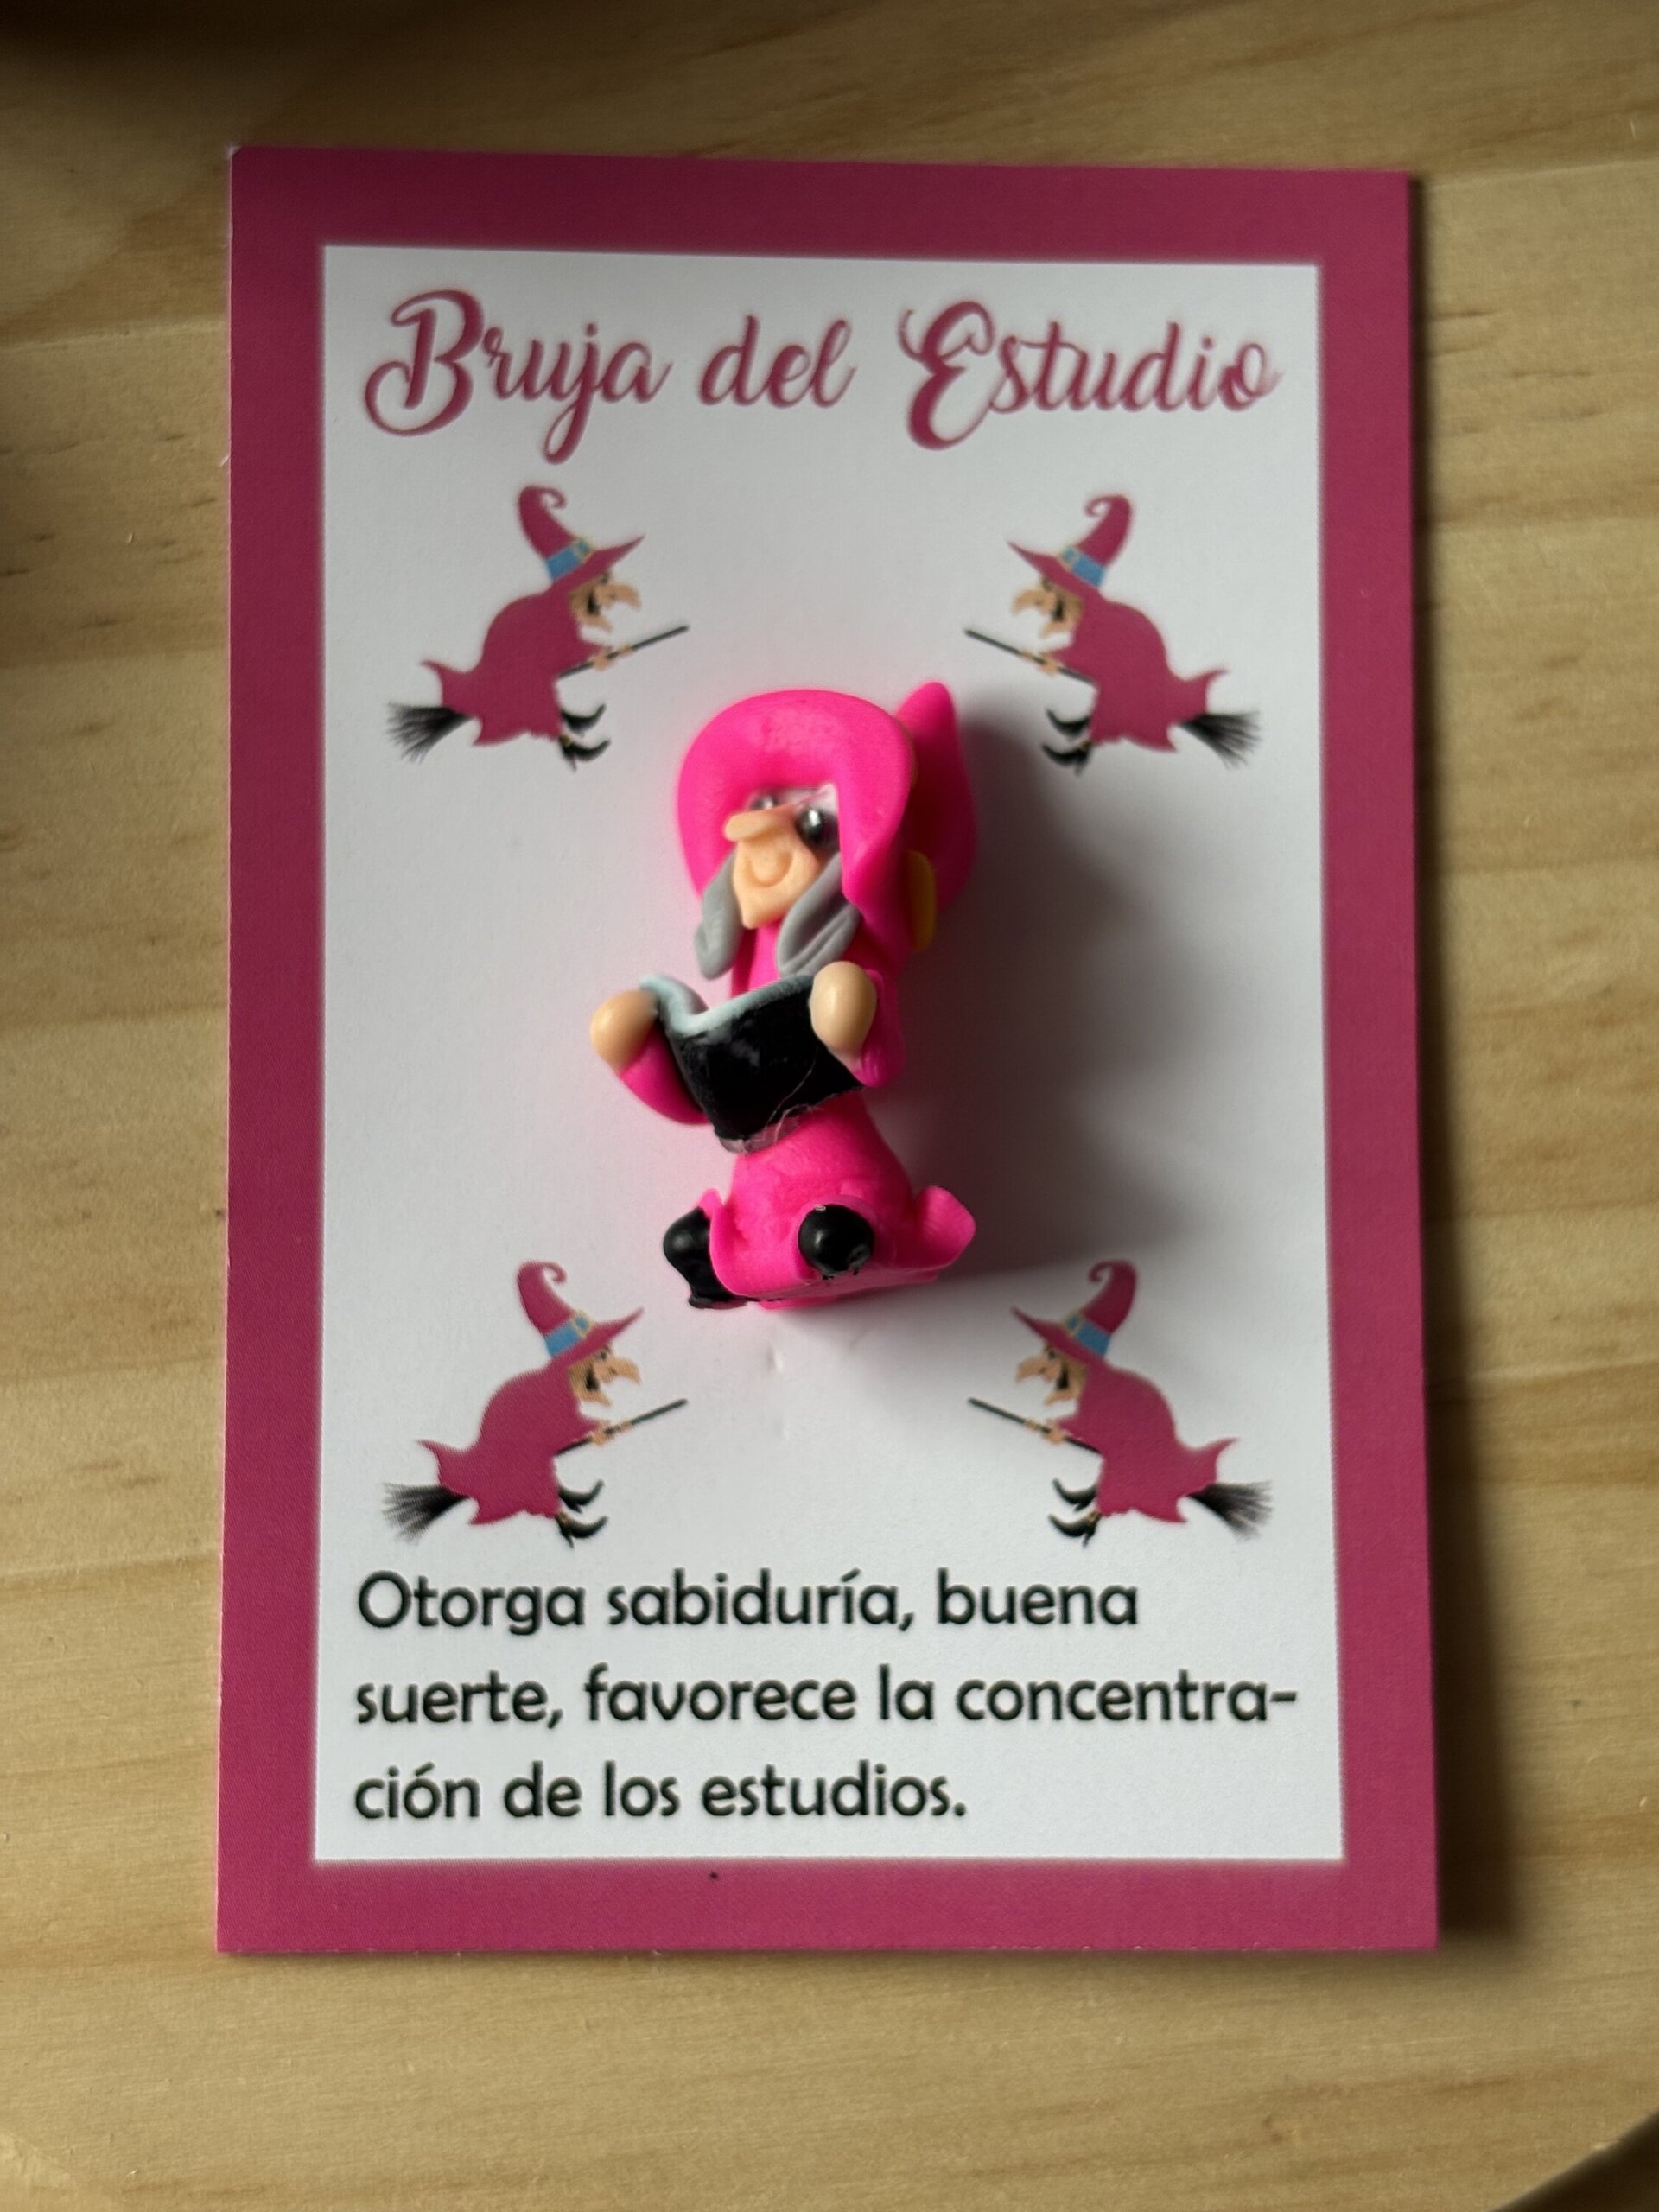 Bruja del Estudio
Otorga sabiduría, buena
suerte, favorece la concentra-
ción de los estudios.